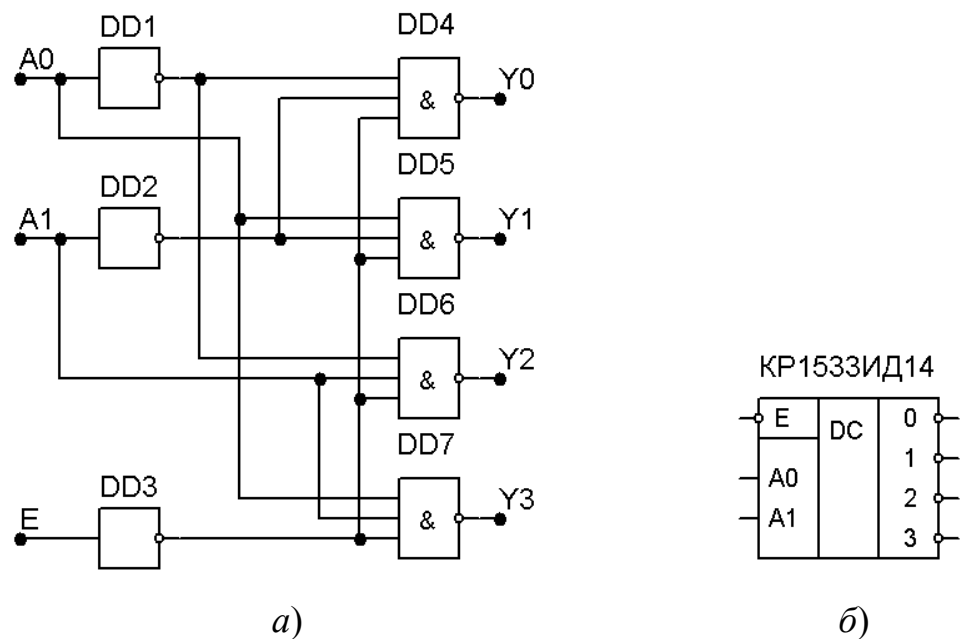 DD1
DD4
A0
&
Y0
DD5
DD2
A1
&
Y1
DD6
&
Y2
DD7
DD3
E
&
Y3
КР1533ИД14
E
DC
0
1
A0
2
A1
3
а)
б)